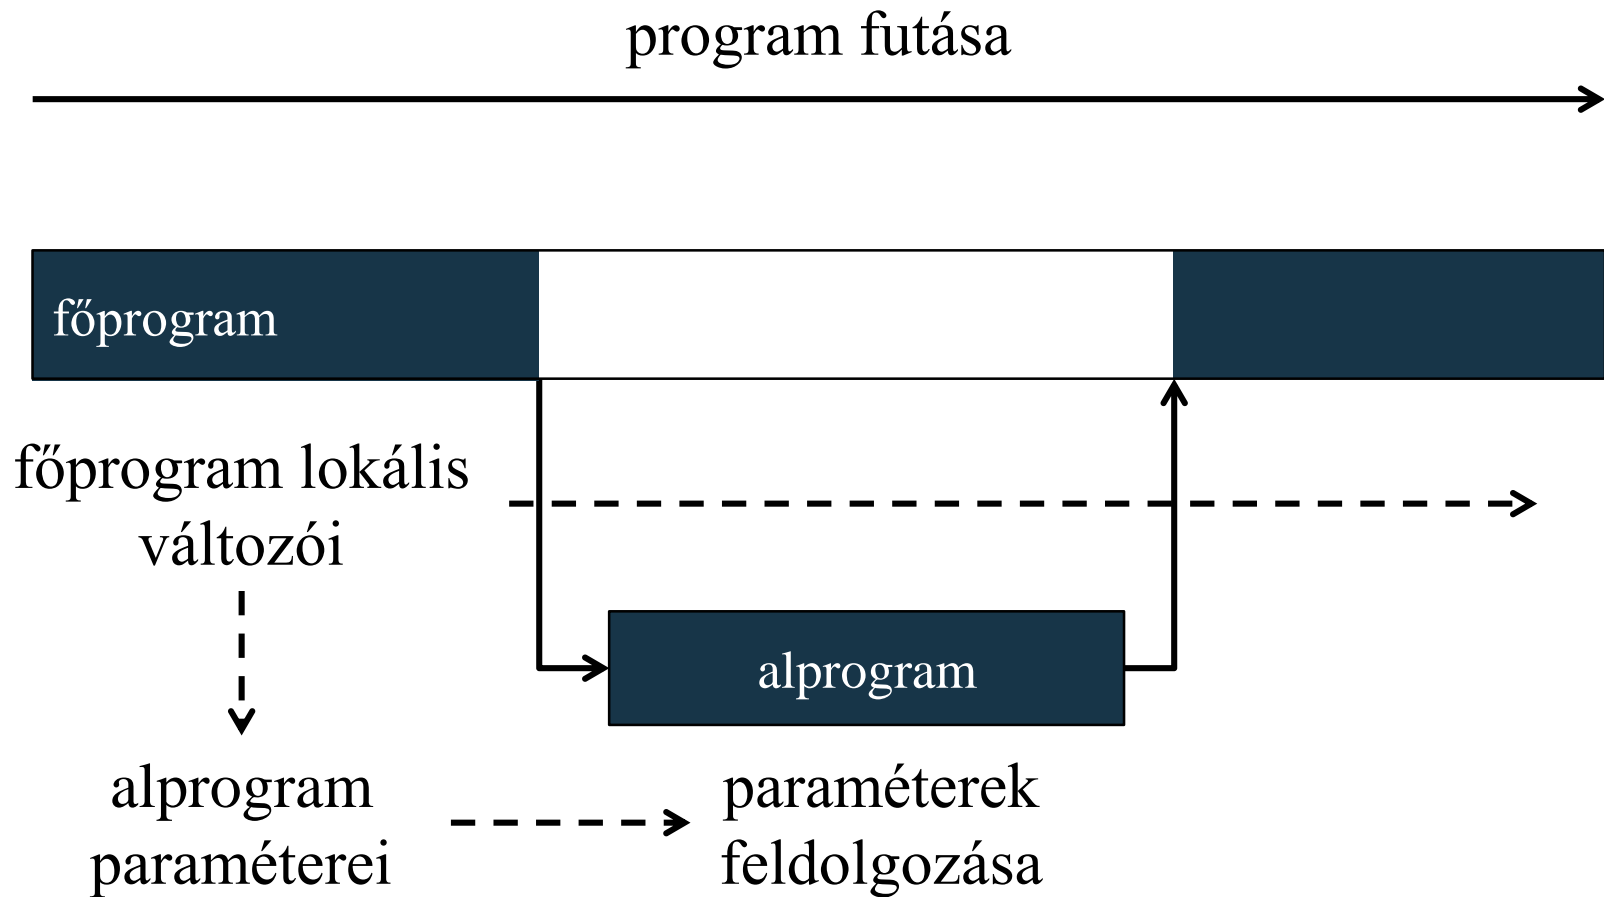 program futása
főprogram
főprogram lokális
változói
alprogram
alprogram
paraméterei
paraméterek
feldolgozása